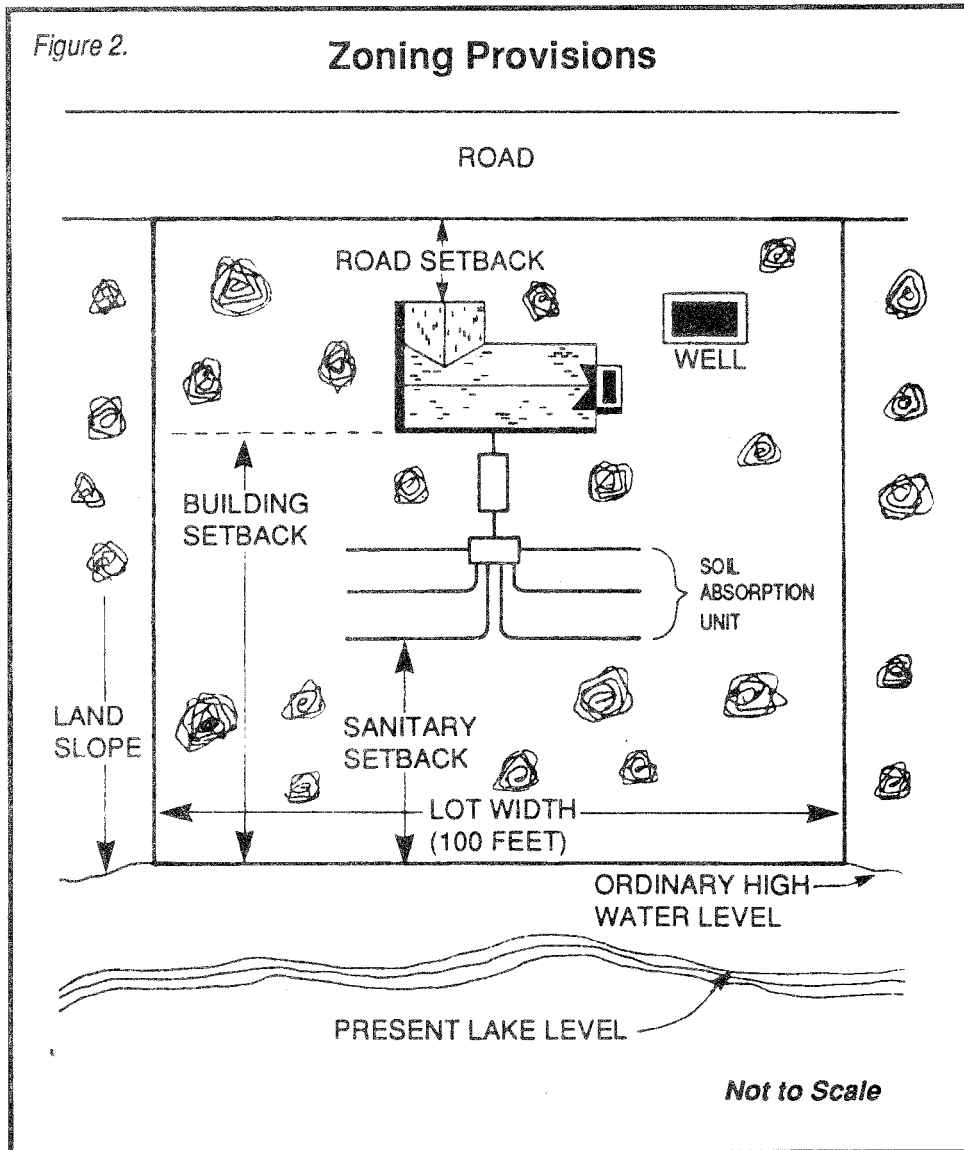 Figure 2.
Zoning Provisions
ROAD
ROAD SETBACK
WELL
BUILDING
SETBACK
SOIL
ABSORPTION
UNIT
LAND
SLOPE
SANITARY
SETBACK
LOT WIDTH
(100 FEET)
ORDINARY HIGH
WATER LEVEL
PRESENT LAKE LEVEL
Not to Scale